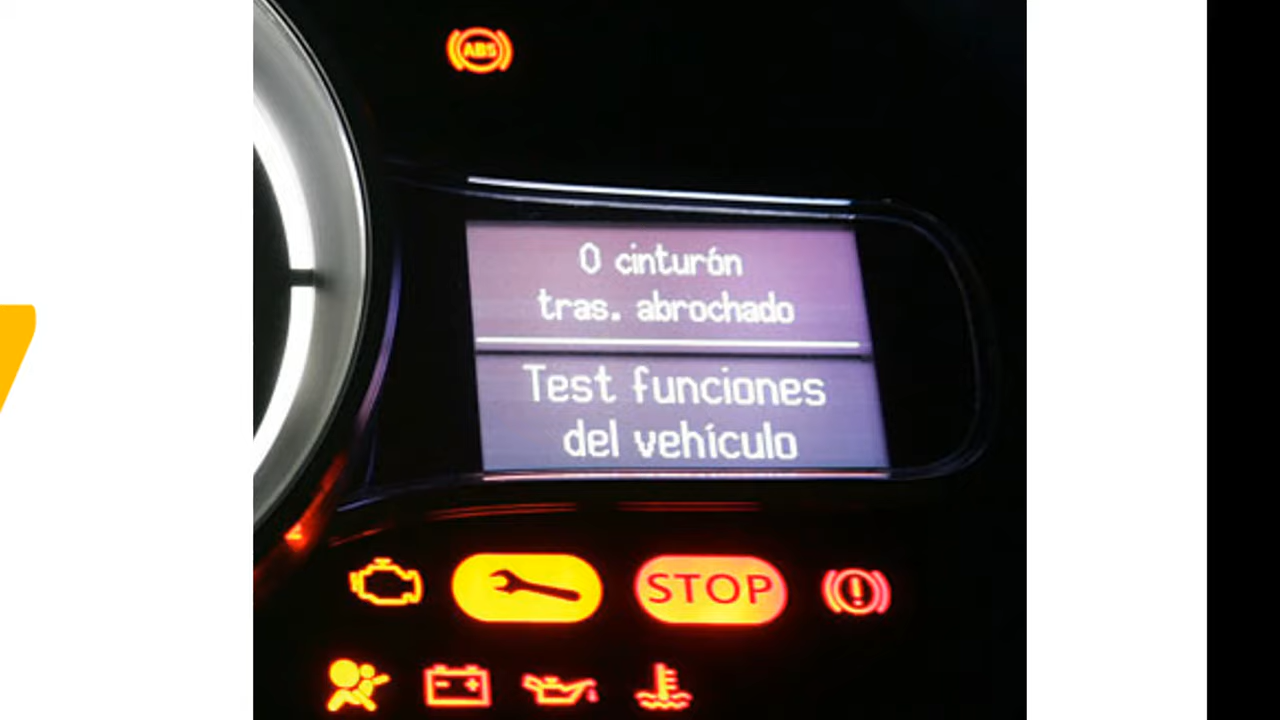 ABS
0 cinturón
tras. abrochado
Test funciones
del vehículo
STOP